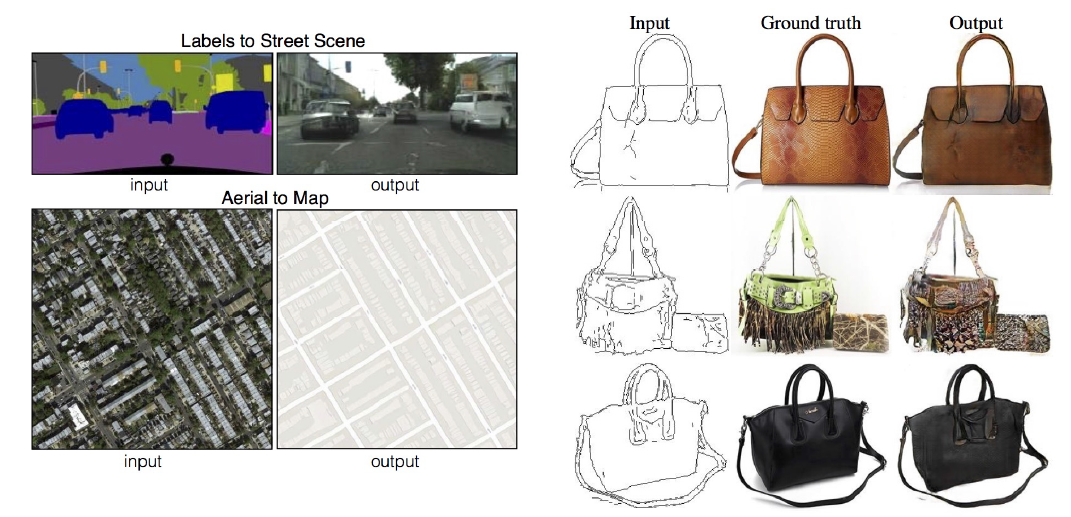 Labels to Street Scene
input
output
Aerial to Map
input
output
Input
Ground truth
Output